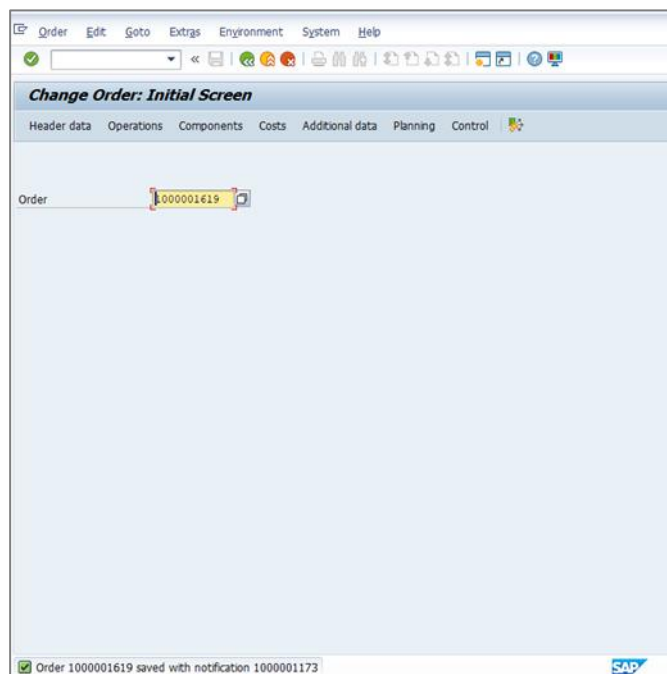 Order Edit Goto Extras Environment System Help
Change Order: Initial Screen
Header data Operations Components Costs Additional data Planning Control
Order 1000001619
Order 1000001619 saved with notification 1000001173
SAP